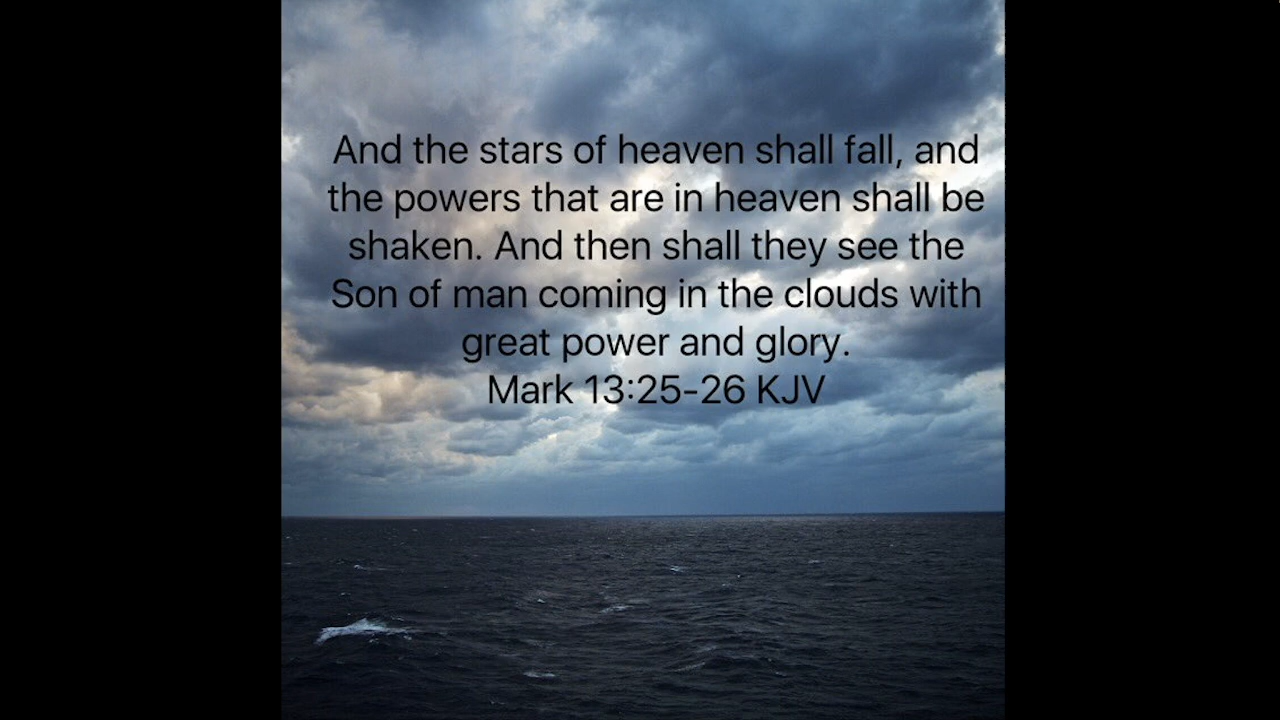 And the stars of heaven shall fall, and
the powers that are in heaven shall be
shaken. And then shall they see the
Son of man coming in the clouds with
great power and glory.
Mark 13:25-26 KJV